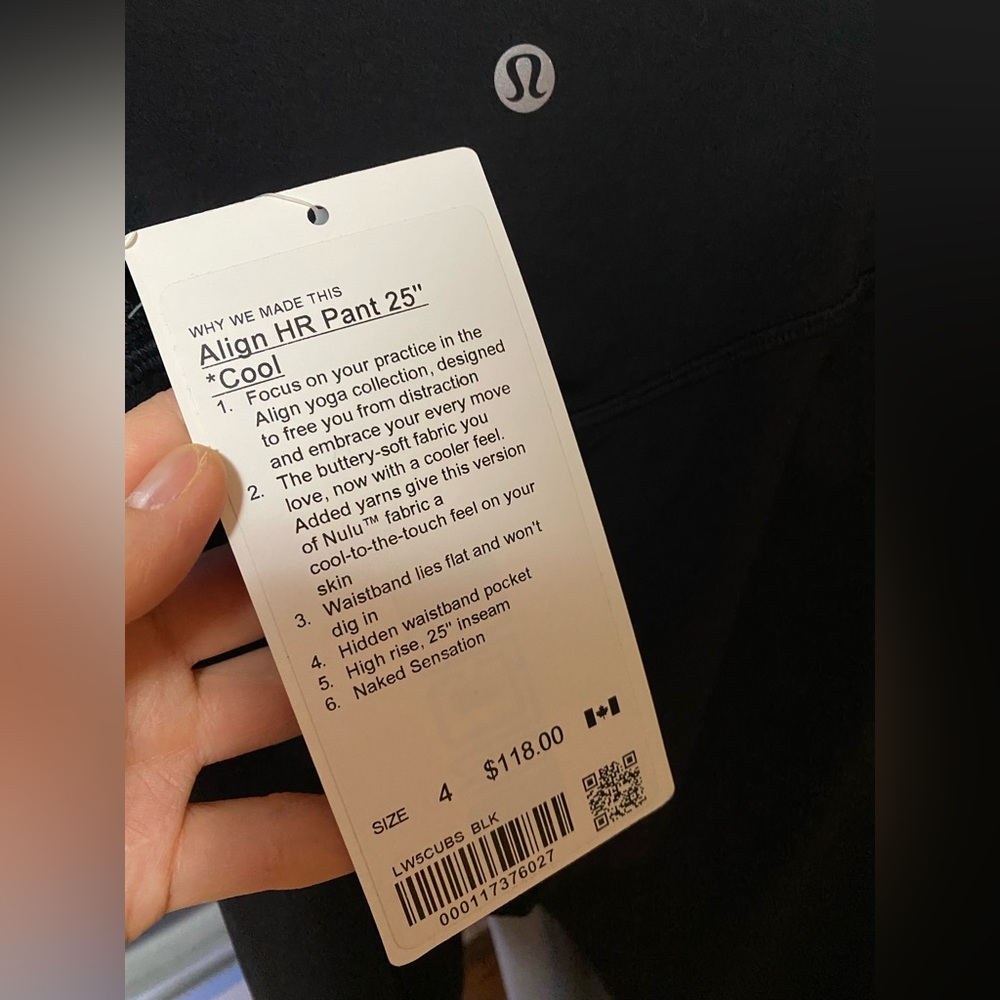 WHY WE MADE THIS
Align HR Pant 25"
*Cool
1. Focus on your practice in the
Align yoga collection, designed
to free you from distraction
and embrace your every move
2. The buttery-soft fabric you
love, now with a cooler feel.
Added yarns give this version
of Nulu™ fabric a
cool-to-the-touch feel on your
skin
3. Waistband lies flat and won't
dig in
4. Hidden waistband pocket
5. High rise, 25" inseam
6. Naked Sensation
SIZE 4 $118.00
LW5CUBS BLK
000117376027